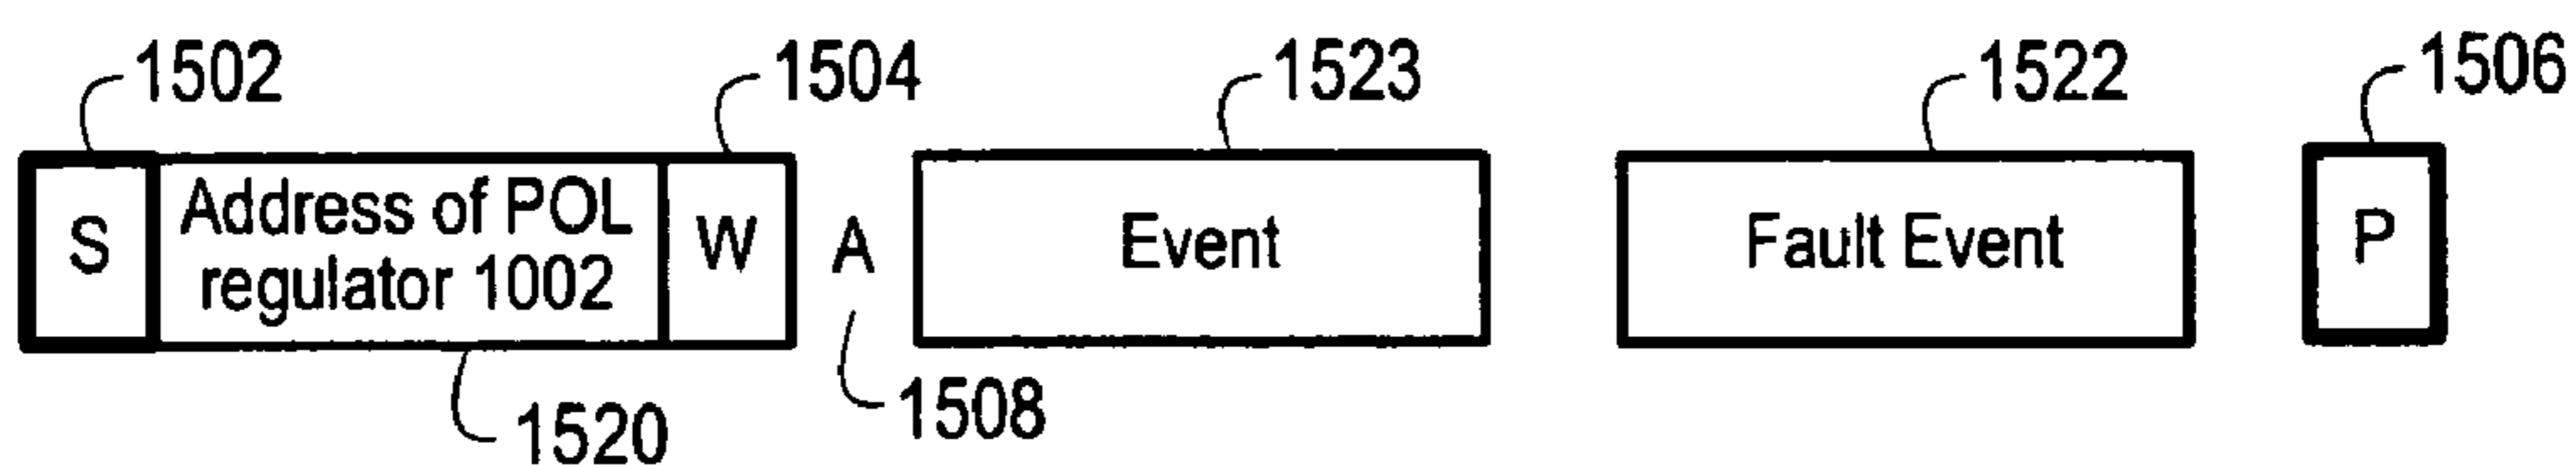 1502
1504
1523
1522
1506
S
Address of POL
regulator 1002
W
A
Event
Fault Event
P
1520
1508